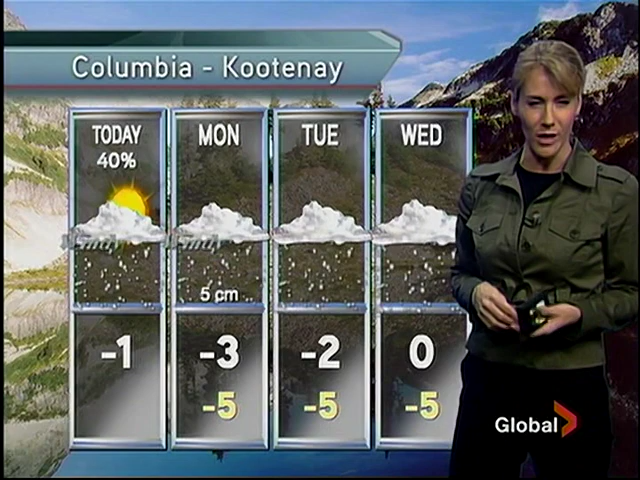 Columbia - Kootenay
TODAY MON TUE WED
40%
5 cm
-1 -3 -2 0
-5 -5 -5
Global